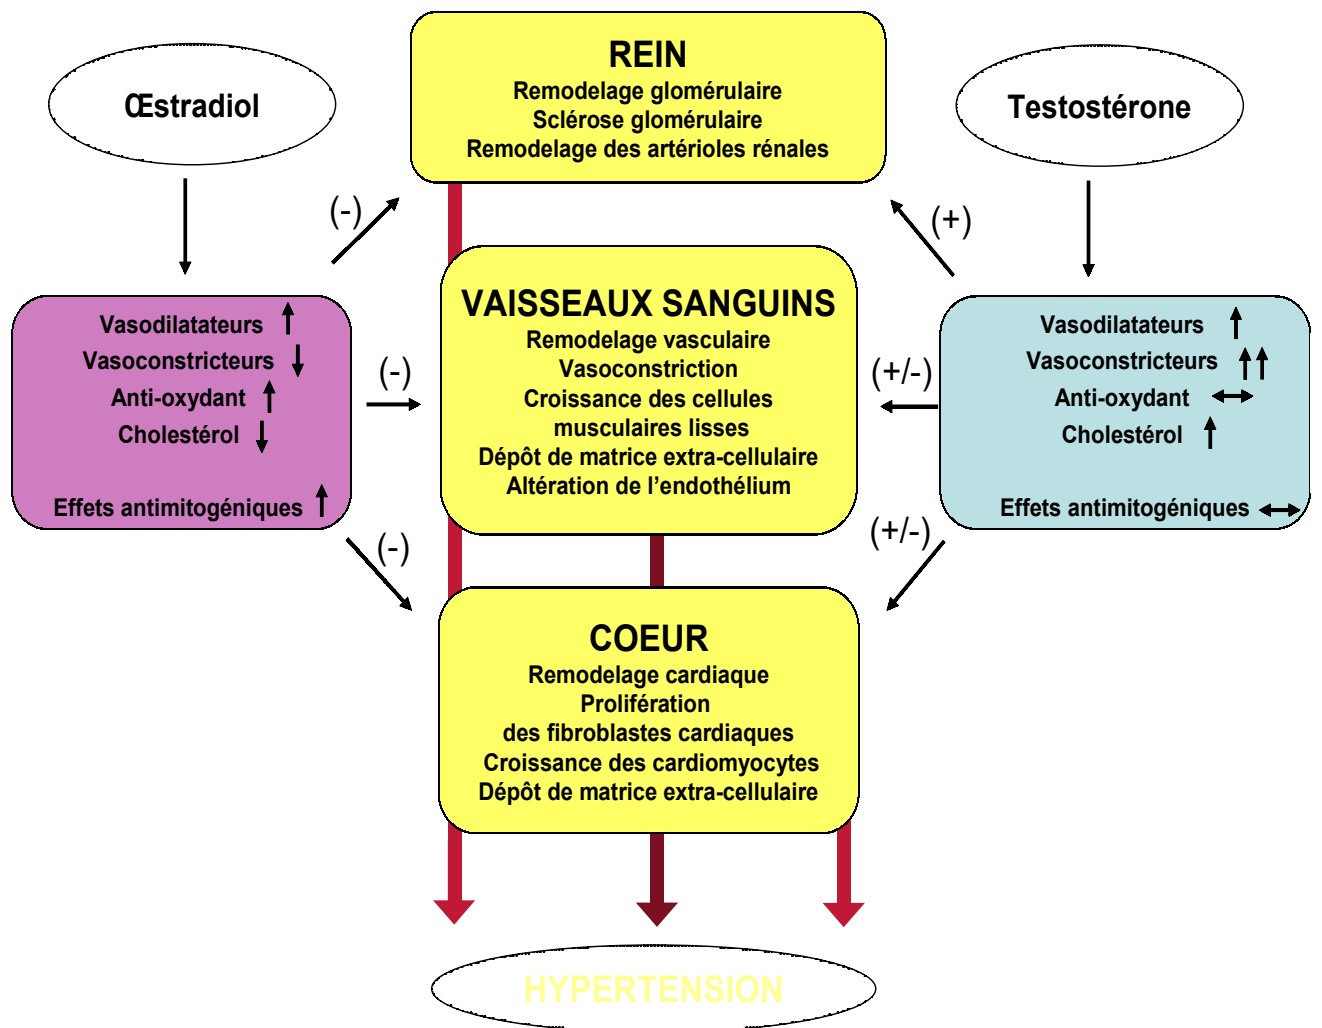 Œstradiol
REIN
Remodelage glomérulaire
Sclérose glomérulaire
Remodelage des artérioles rénales
Testostérone
(-)
(+)
Vasodilatateurs ↑
Vasoconstricteurs ↓
Anti-oxydant ↑
Cholestérol ↓
Effets antimitogéniques ↑
(-)
VAISSEAUX SANGUINS
Remodelage vasculaire
Vasoconstriction
Croissance des cellules
musculaires lisses
Dépôt de matrice extra-cellulaire
Altération de l'endothélium
(+/-)
Vasodilatateurs ↑
Vasoconstricteurs ↑↑
Anti-oxydant ↔
Cholestérol ↑
Effets antimitogéniques ↔
(-)
(+/-)
COEUR
Remodelage cardiaque
Prolifération
des fibroblastes cardiaques
Croissance des cardiomyocytes
Dépôt de matrice extra-cellulaire
HYPERTENSION